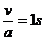 v/a = 1s